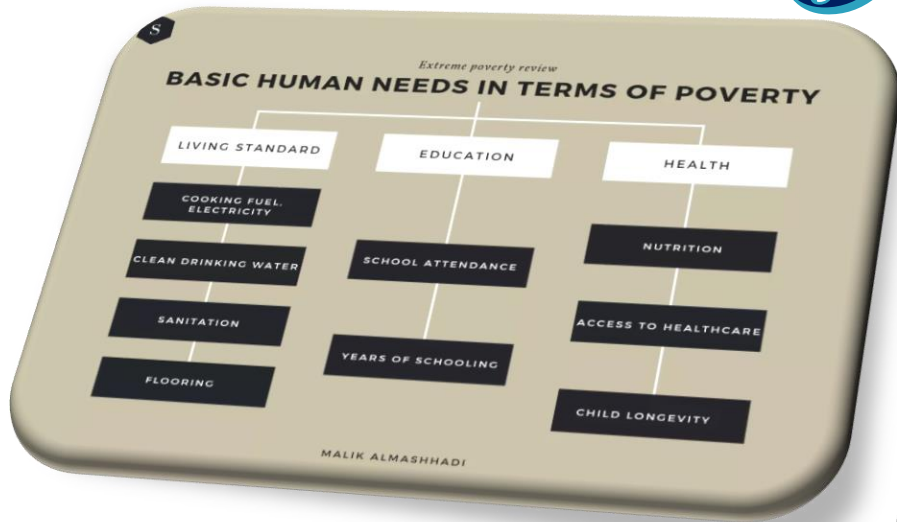 S
Extreme poverty review
BASIC HUMAN NEEDS IN TERMS OF POVERTY
LIVING STANDARD
COOKING FUEL,
ELECTRICITY
CLEAN DRINKING WATER
SANITATION
FLOORING
EDUCATION
SCHOOL ATTENDANCE
YEARS OF SCHOOLING
HEALTH
NUTRITION
ACCESS TO HEALTHCARE
CHILD LONGEVITY
MALIK ALMASHHADI